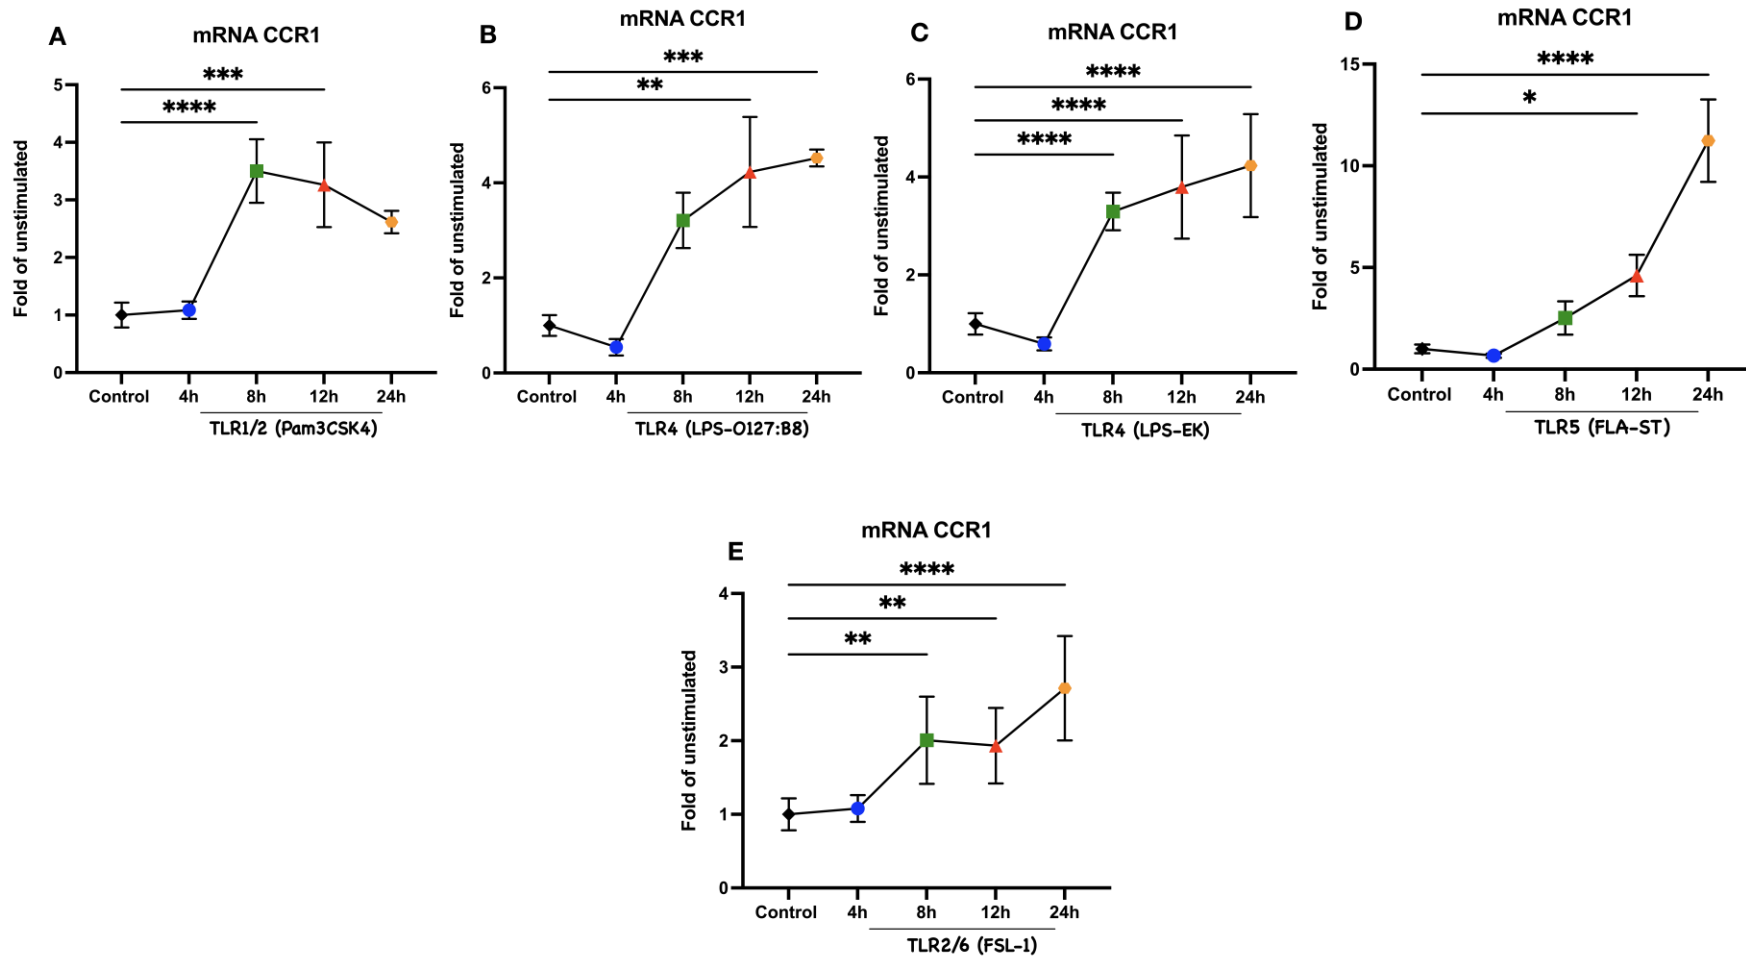 A
mRNA CCR1
***
****
Fold of unstimulated
5
4
3
2
1
0
Control 4h 8h 12h 24h
TLR1/2 (Pam3CSK4)
B
mRNA CCR1
***
**
Fold of unstimulated
6
4
2
0
Control 4h 8h 12h 24h
TLR4 (LPS-O127:B8)
C
mRNA CCR1
****
****
****
Fold of unstimulated
6
4
2
0
Control 4h 8h 12h 24h
TLR4 (LPS-EK)
D
mRNA CCR1
****
*
Fold of unstimulated
15
10
5
0
Control 4h 8h 12h 24h
TLR5 (FLA-ST)
E
mRNA CCR1
****
**
**
Fold of unstimulated
4
3
2
1
0
Control 4h 8h 12h 24h
TLR2/6 (FSL-1)